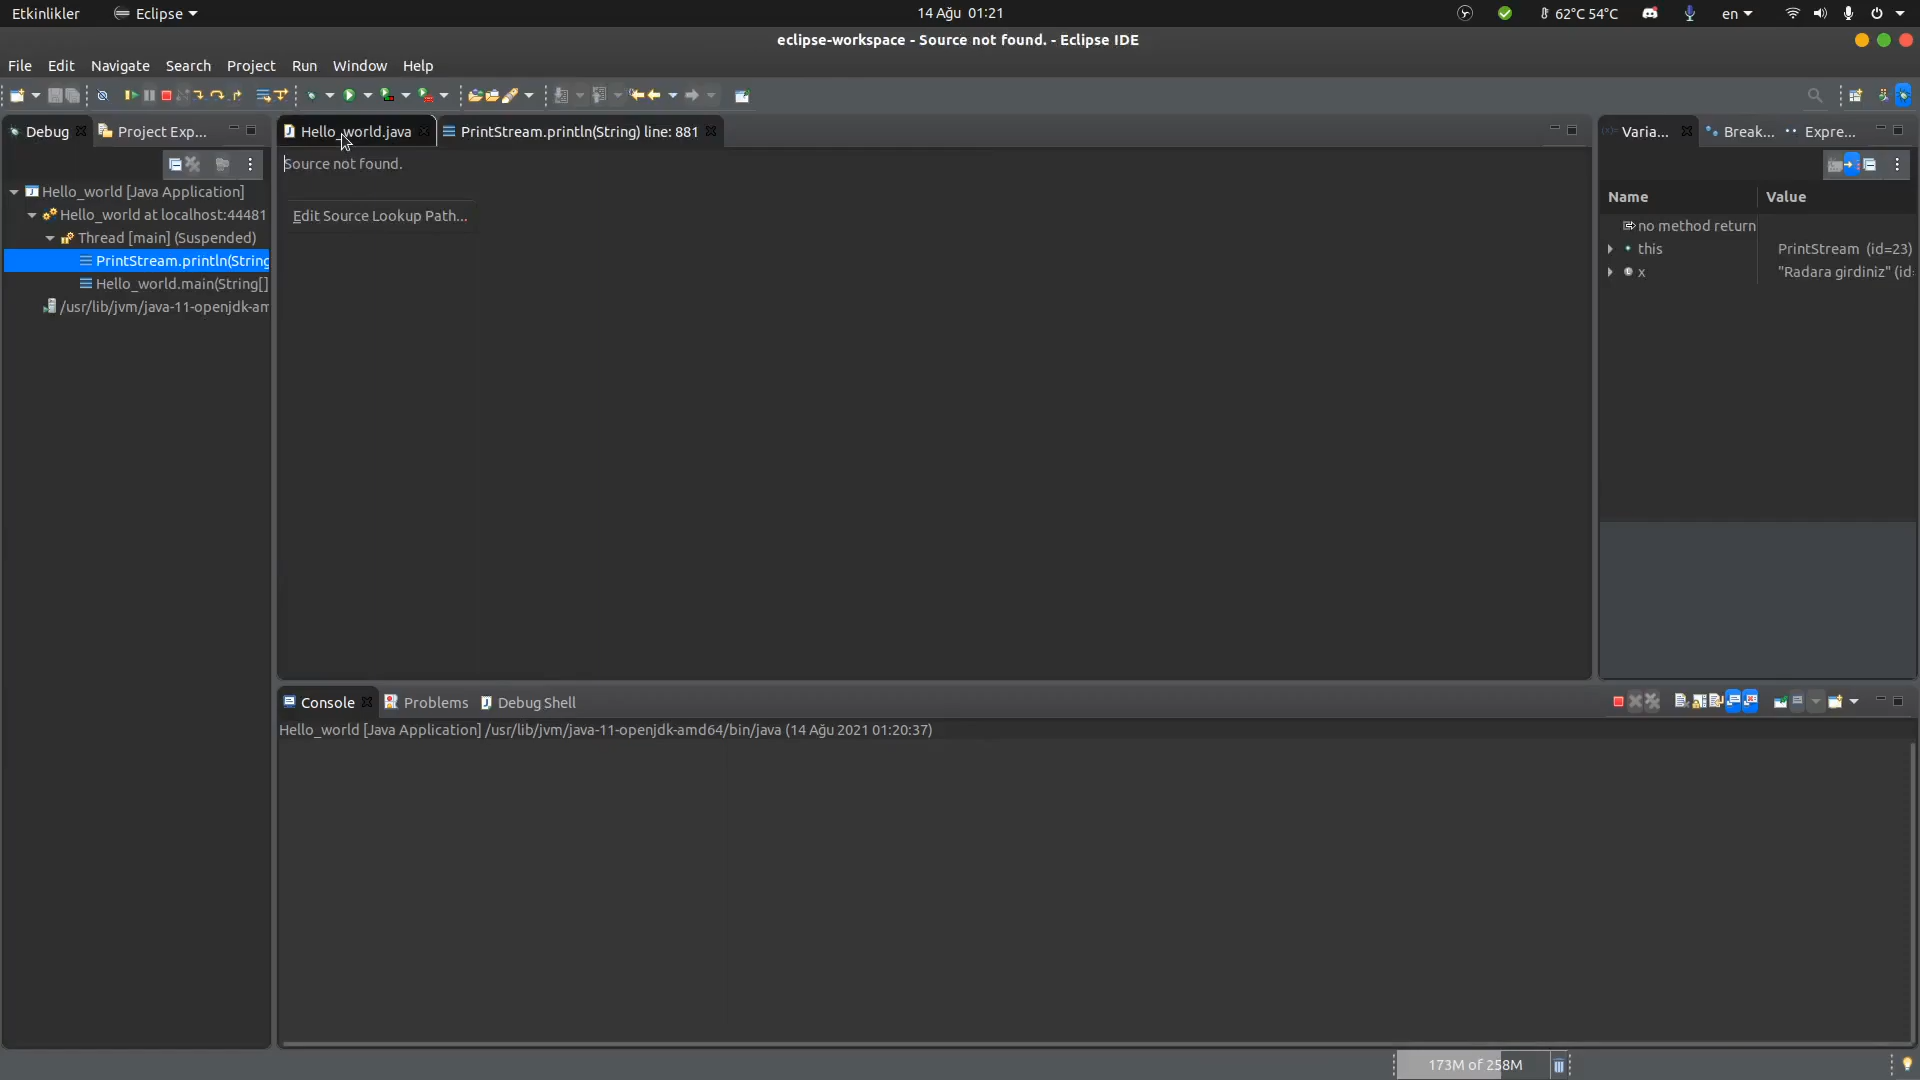 Etkinlikler
Eclipse
14 Ağu 01:21
62°C 54°C
en
eclipse-workspace - Source not found. - Eclipse IDE
File Edit Navigate Search Project Run Window Help
Debug
Project Exp...
Hello_world.java
PrintStream.println(String) line: 881
Varia...
Break...
Expre...
Hello_world [Java Application]
Hello_world at localhost:44481
Thread [main] (Suspended)
PrintStream.println(String
Hello_world.main(String[]
/usr/lib/jvm/java-11-openjdk-am
Source not found.
Edit Source Lookup Path...
Name Value
no method return
this PrintStream (id=23)
x "Radara girdiniz" (id=
Console
Problems
Debug Shell
Hello_world [Java Application] /usr/lib/jvm/java-11-openjdk-amd64/bin/java (14 Ağu 2021 01:20:37)
173M of 258M